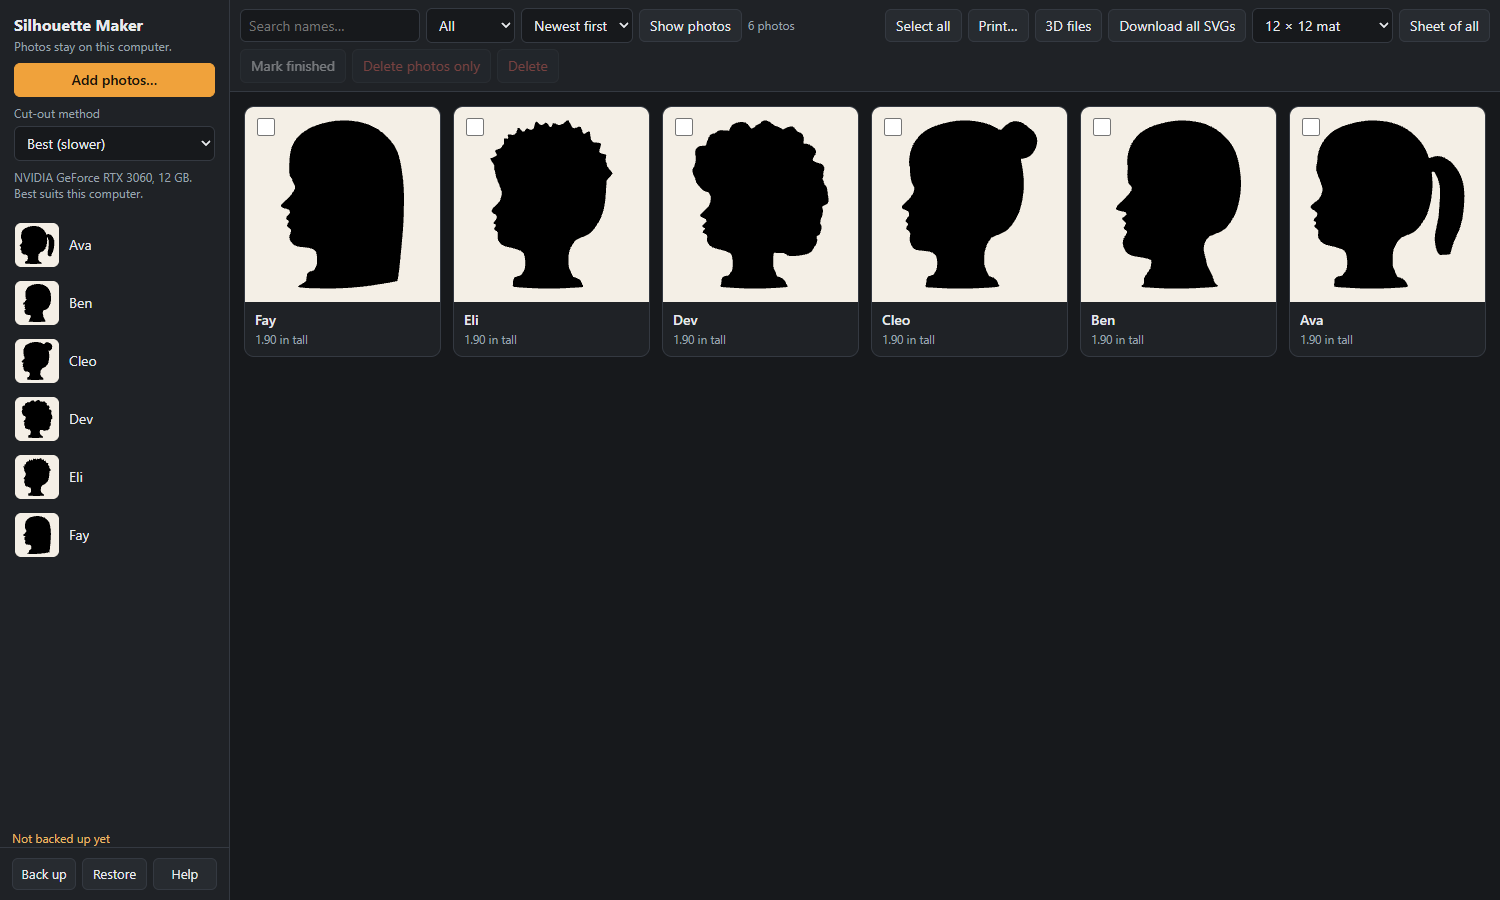 Silhouette Maker
Photos stay on this computer.
Add photos...
Cut-out method
Best (slower)
NVIDIA GeForce RTX 3060, 12 GB.
Best suits this computer.
Ava
Ben
Cleo
Dev
Eli
Fay
Not backed up yet
Back up Restore Help
Search names... All Newest first Show photos 6 photos Select all Print... 3D files Download all SVGs 12 × 12 mat Sheet of all
Mark finished Delete photos only Delete
Fay Eli Dev Cleo Ben Ava
1.90 in tall 1.90 in tall 1.90 in tall 1.90 in tall 1.90 in tall 1.90 in tall